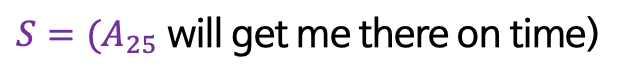 S = (A₂₅ will get me there on time)